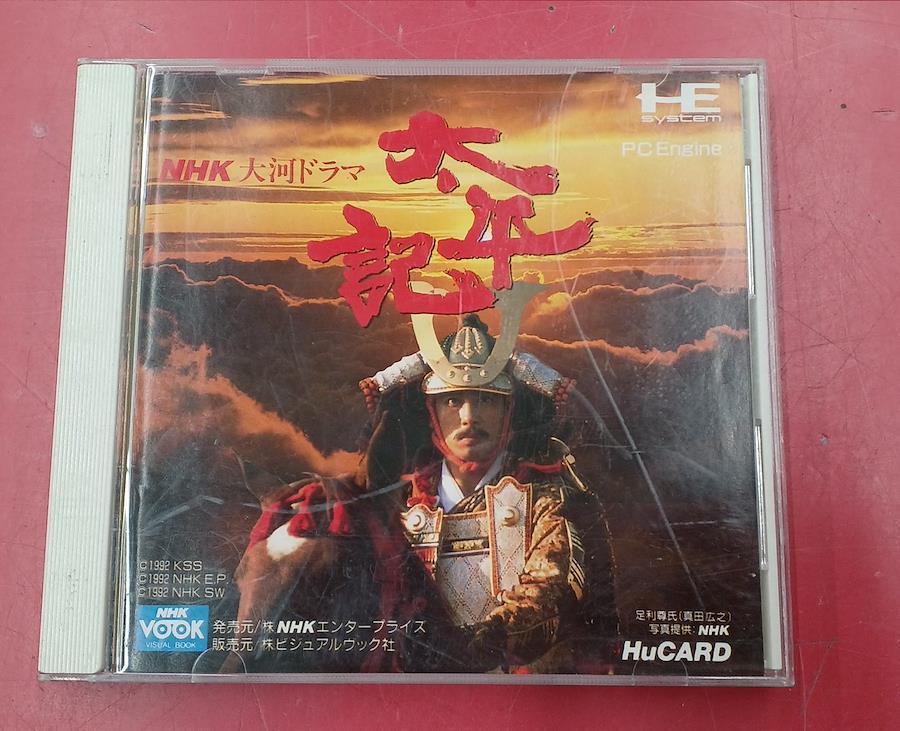 HE
system
PC Engine
NHK 大河ドラマ
太平記
©1992 KSS
©1992 NHK E.P.
©1992 NHK SW
NHK
VOOK
VISUAL BOOK
発売元/株NHKエンタープライズ
販売元/株ビジュアルヴック社
足利尊氏(真田広之)
写真提供:NHK
HuCARD